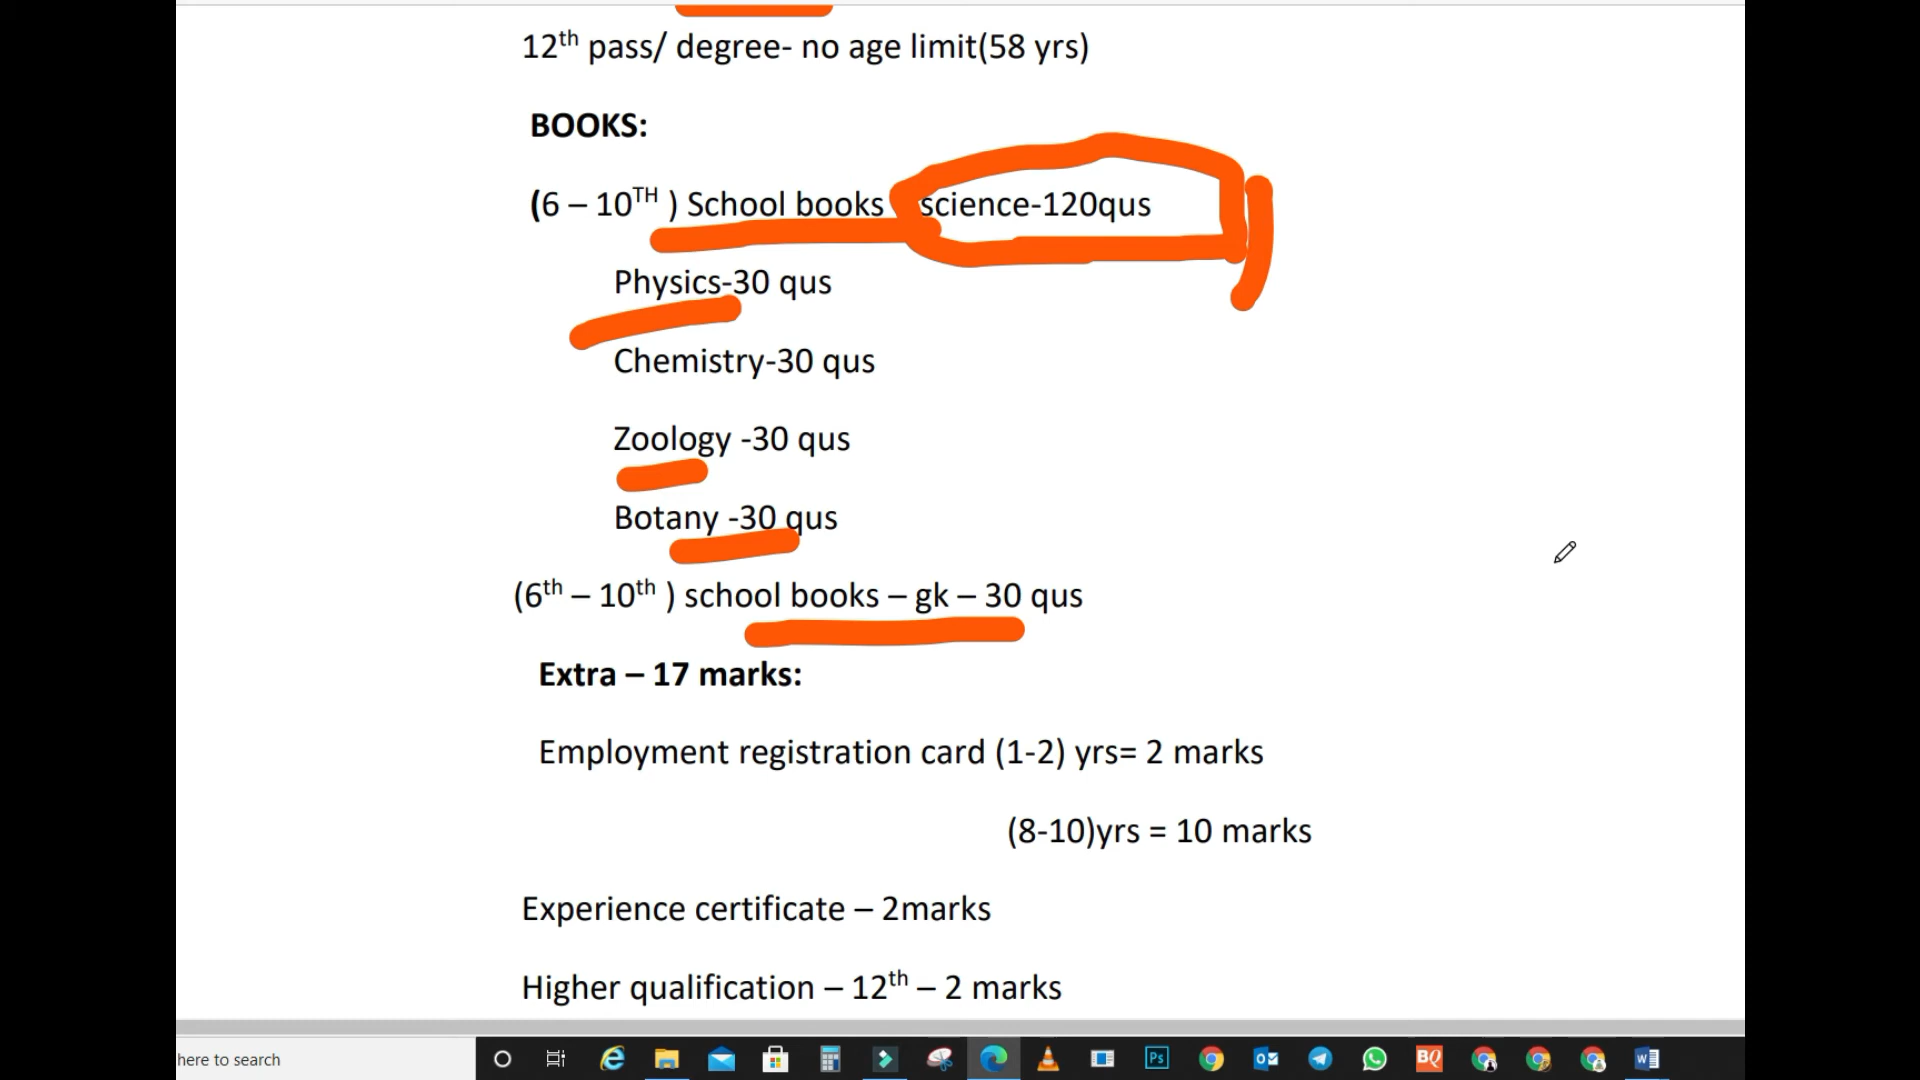 12th pass/ degree- no age limit(58 yrs)
BOOKS:
(6 – 10TH ) School books science-120qus
Physics-30 qus
Chemistry-30 qus
Zoology -30 qus
Botany -30 qus
(6th – 10th ) school books – gk – 30 qus
Extra – 17 marks:
Employment registration card (1-2) yrs= 2 marks
(8-10)yrs = 10 marks
Experience certificate – 2marks
Higher qualification – 12th – 2 marks
here to search
Ps
BQ